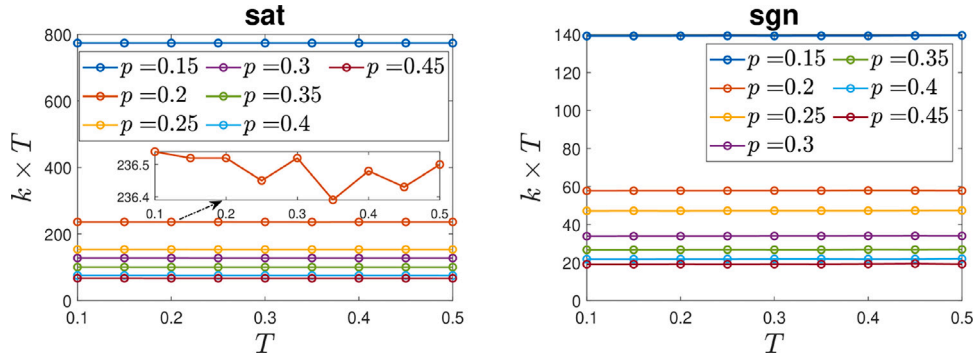 sat
800
600
400
200
0
k × T
p = 0.15 p = 0.3 p = 0.45
p = 0.2 p = 0.35
p = 0.25 p = 0.4
236.5
236.4
0.1 0.2 0.3 0.4 0.5
0.1 0.2 0.3 0.4 0.5
T
sgn
140
120
100
80
60
40
20
0
k × T
p = 0.15 p = 0.35
p = 0.2 p = 0.4
p = 0.25 p = 0.45
p = 0.3
0.1 0.2 0.3 0.4 0.5
T